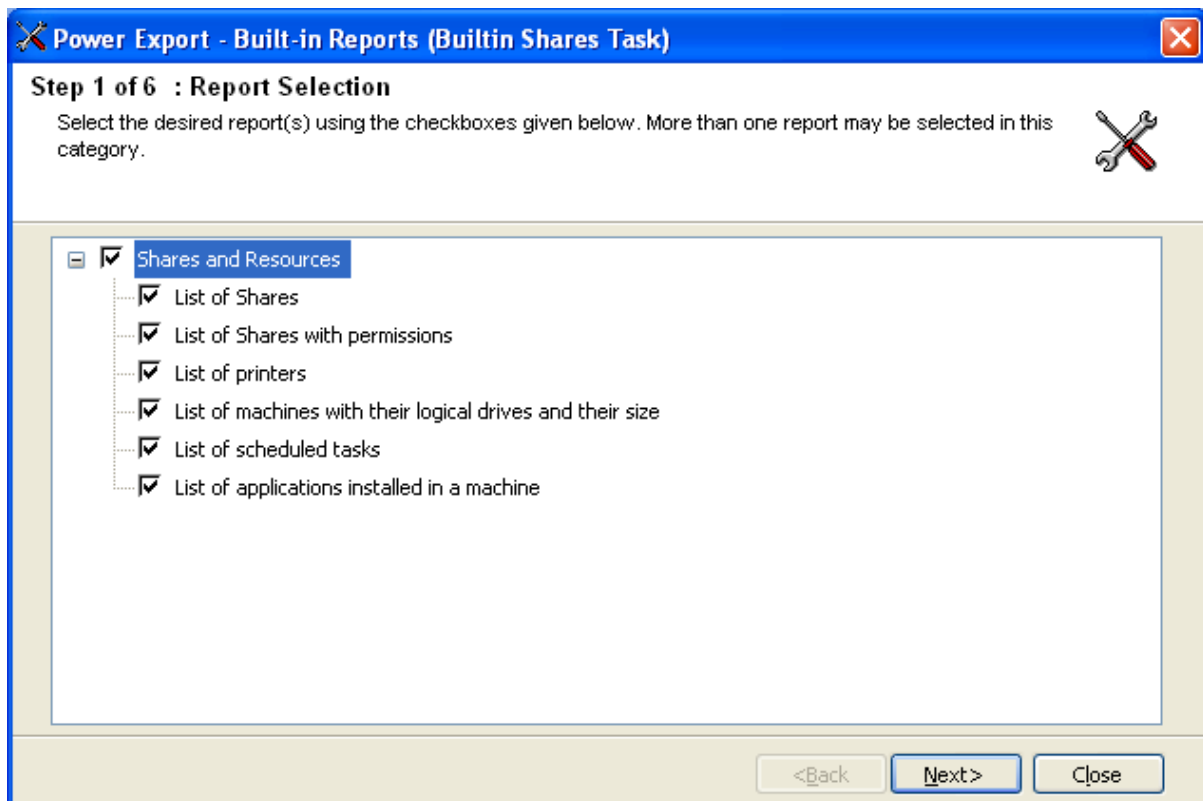 Power Export - Built-in Reports (Builtin Shares Task)
Step 1 of 6 : Report Selection
Select the desired report(s) using the checkboxes given below. More than one report may be selected in this
category.
Shares and Resources
List of Shares
List of Shares with permissions
List of printers
List of machines with their logical drives and their size
List of scheduled tasks
List of applications installed in a machine
<Back Next> Close